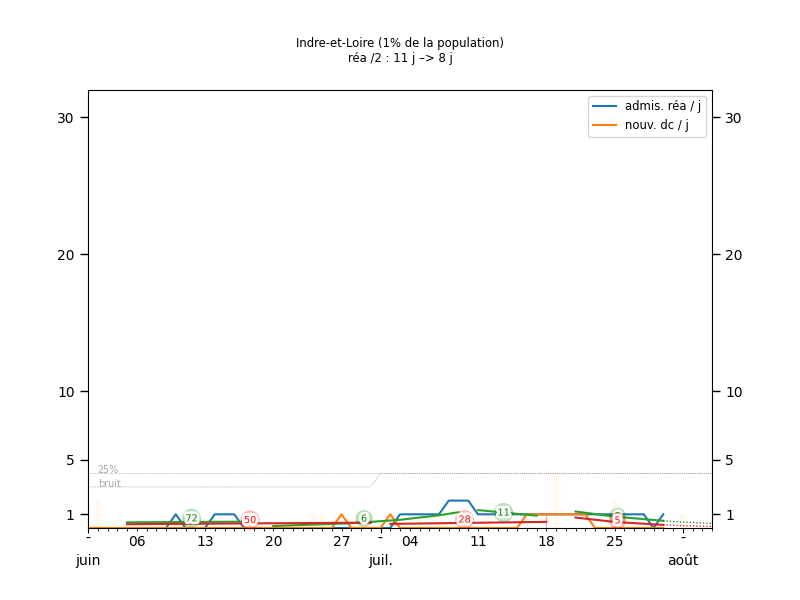 Indre-et-Loire (1% de la population)
réa /2 : 11 j –> 8 j
admis. réa / j
nouv. dc / j
30 30
20 20
10 10
5 5
25%
bruit
1 1
72 50 6 28 11 5
- 06 13 20 27 - 04 11 18 25 -
juin juil. août